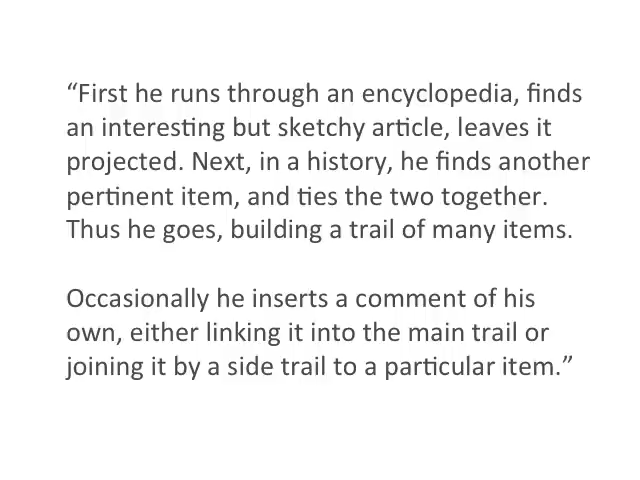 “First he runs through an encyclopedia, finds
an interesting but sketchy article, leaves it
projected. Next, in a history, he finds another
pertinent item, and ties the two together.
Thus he goes, building a trail of many items.
Occasionally he inserts a comment of his
own, either linking it into the main trail or
joining it by a side trail to a particular item.”